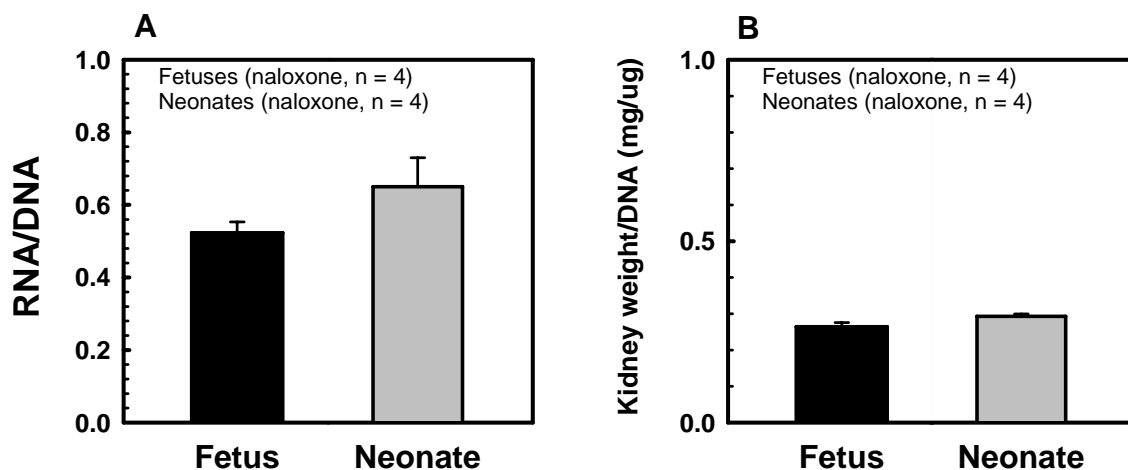 A
RNA/DNA
1.0
0.8
0.6
0.4
0.2
0.0
Fetuses (naloxone, n = 4)
Neonates (naloxone, n = 4)
Fetus Neonate
B
Kidney weight/DNA (mg/ug)
1.0
0.5
0.0
Fetuses (naloxone, n = 4)
Neonates (naloxone, n = 4)
Fetus Neonate